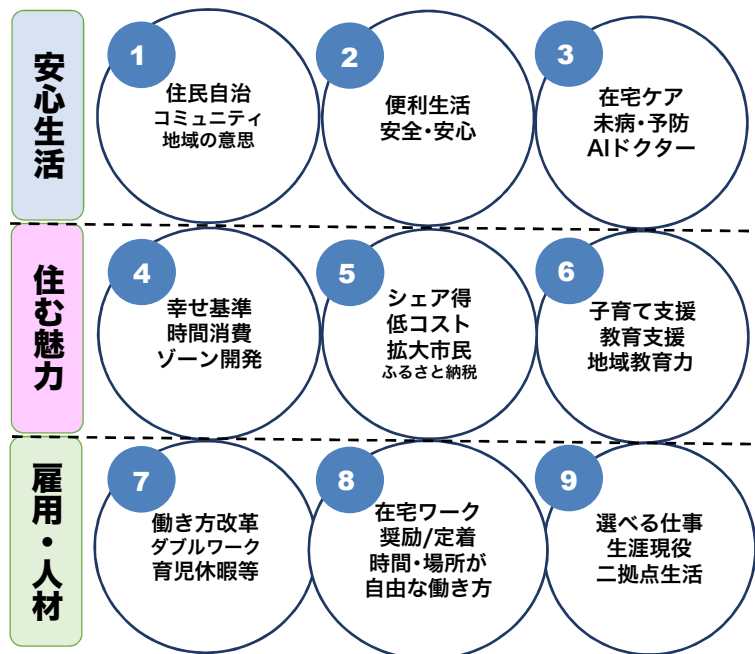 安心生活
1
住民自治
コミュニティ
地域の意思
2
便利生活
安全・安心
3
在宅ケア
未病・予防
AIドクター
住む魅力
4
幸せ基準
時間消費
ゾーン開発
5
シェア得
低コスト
拡大市民
ふるさと納税
6
子育て支援
教育支援
地域教育力
雇用・人材
7
働き方改革
ダブルワーク
育児休暇等
8
在宅ワーク
奨励/定着
時間・場所が
自由な働き方
9
選べる仕事
生涯現役
二拠点生活